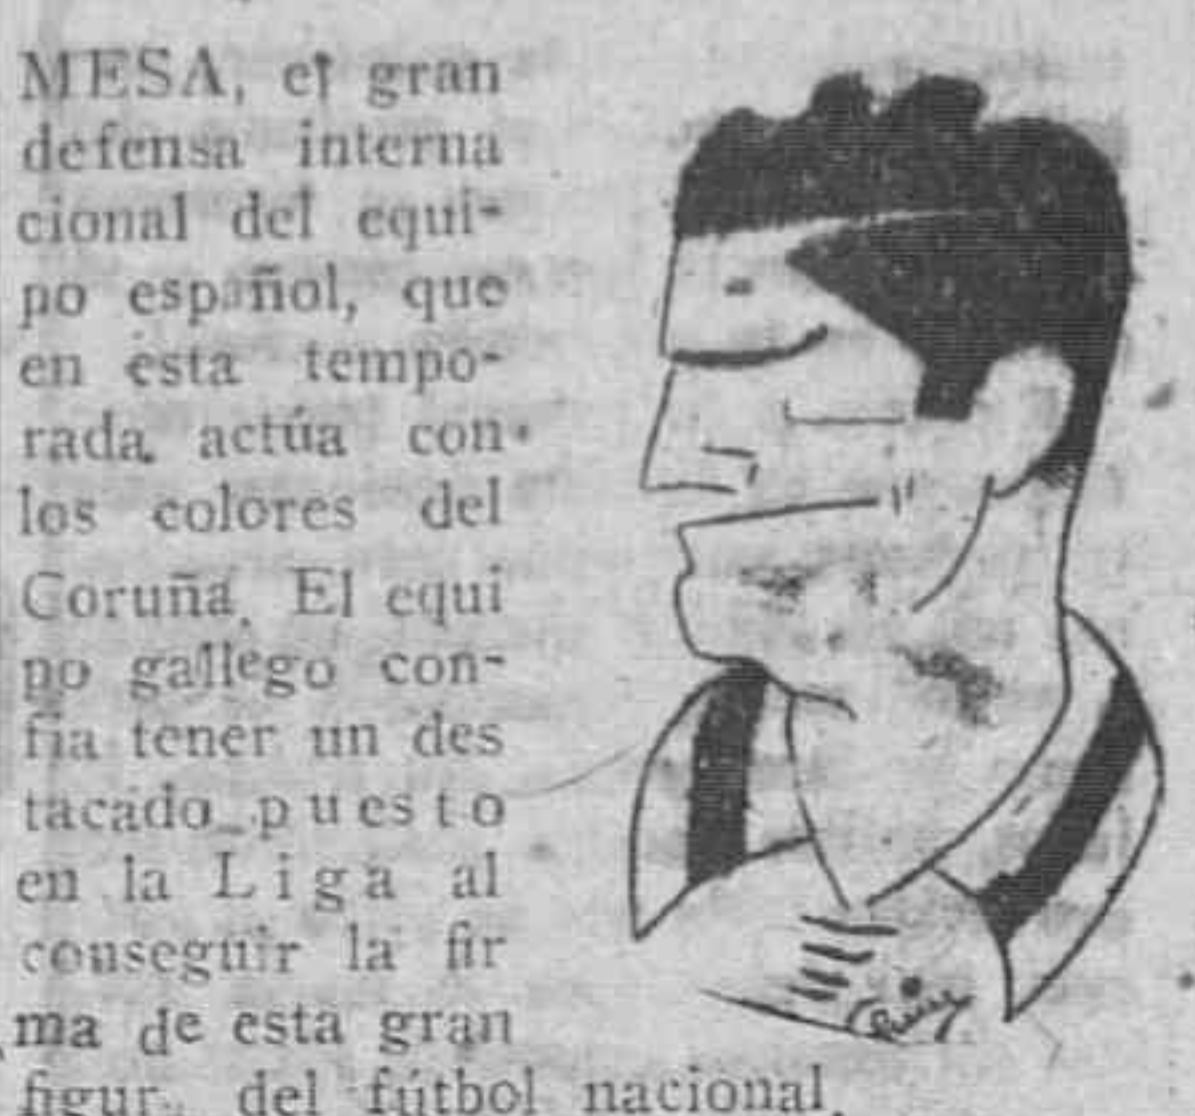 MESA, el gran
defensa interna
cional del equi-
po español, que
en esta tempo-
rada actúa con
los colores del
Coruña. El equi
po gallego con-
fia tener un des
tacado puesto
en la Liga al
conseguir la fir
ma de esta gran
figur del fútbol nacional.